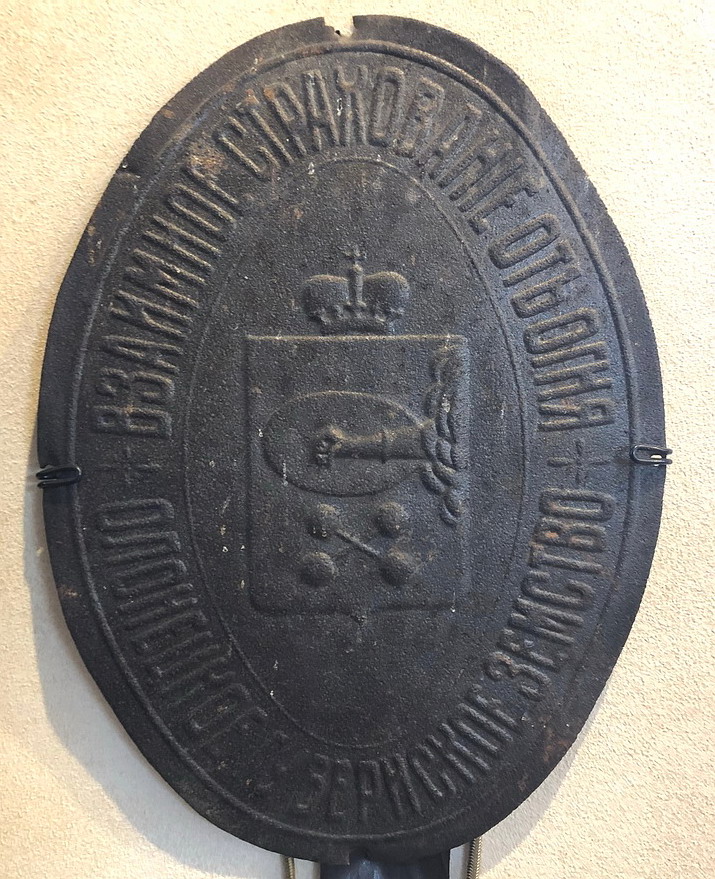 ВЗАИМНОЕ СТРАХОВАНІЕ ОТЪ ОГНЯ
ОЛОНЕЦКОЕ ГУБЕРНСКОЕ ЗЕМСТВО